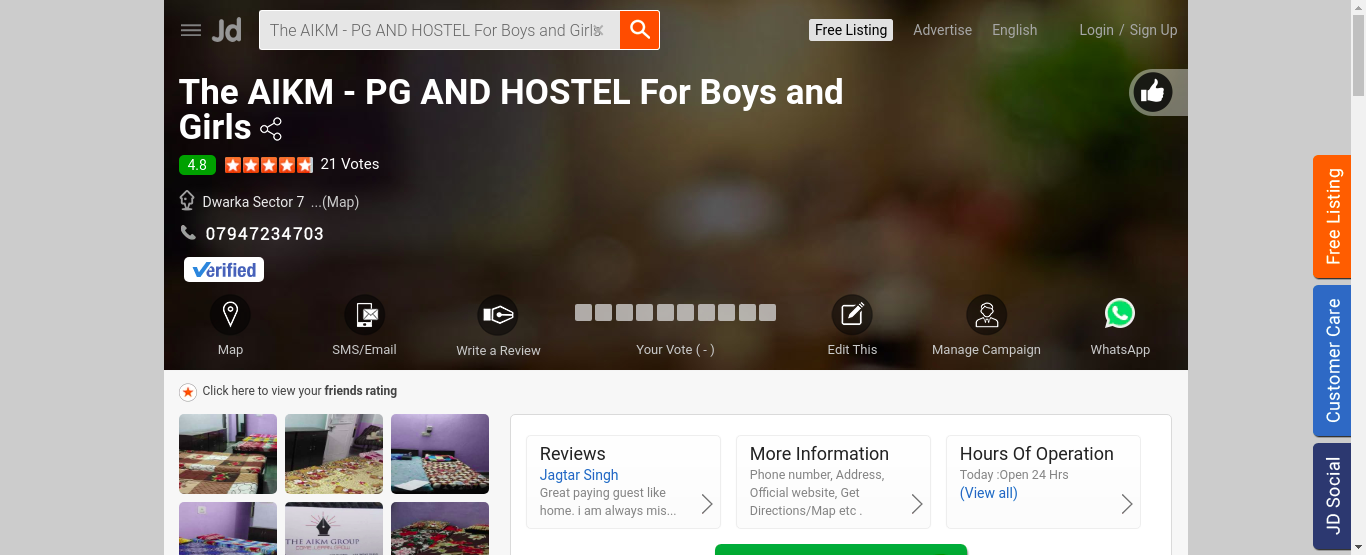 Jd
The AIKM - PG AND HOSTEL For Boys and Girls
Free Listing
Advertise
English
Login / Sign Up
The AIKM - PG AND HOSTEL For Boys and
Girls
4.8
21 Votes
Dwarka Sector 7 ...(Map)
07947234703
Verified
Map
SMS/Email
Write a Review
Your Vote ( - )
Edit This
Manage Campaign
WhatsApp
Free Listing
Customer Care
JD Social
Click here to view your friends rating
THE AIKM GROUP
COME LEARN GROW
Reviews
Jagtar Singh
Great paying guest like
home. i am always mis...
More Information
Phone number, Address,
Official website, Get
Directions/Map etc .
Hours Of Operation
Today :Open 24 Hrs
(View all)